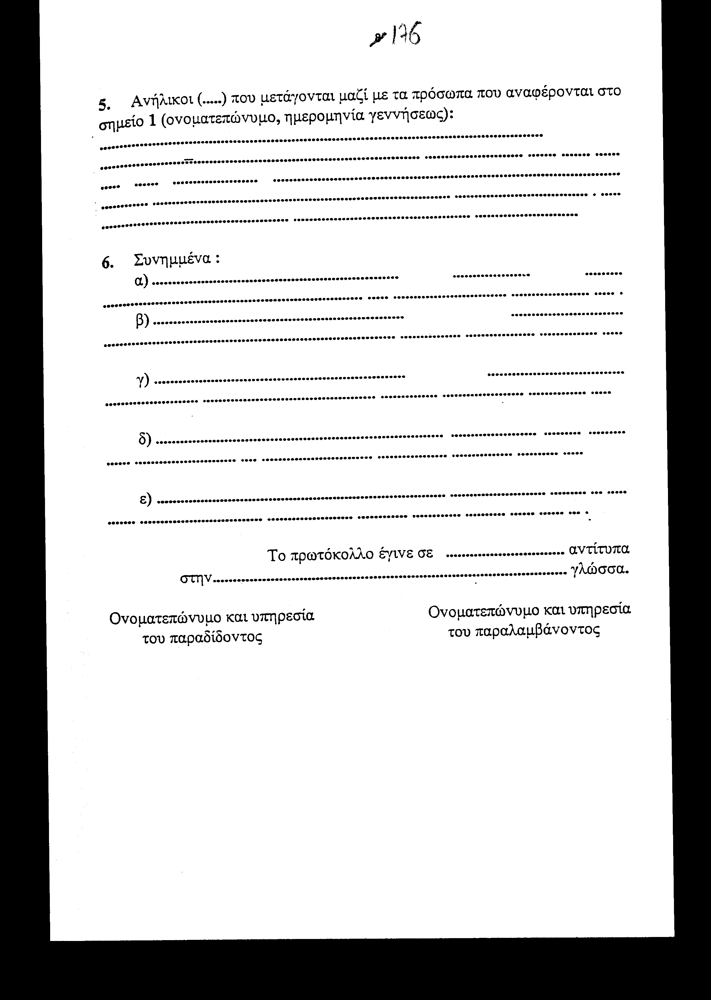 176
5. Ανήλικοι (.....) που μετάγονται μαζί με τα πρόσωπα που αναφέρονται στο
σημείο 1 (ονοματεπώνυμο, ημερομηνία γεννήσεως):
..........................................................................................
.......................................................... ......................... ....... ....... ......
..... ...... ..................... ..........................................................................
............ .......................................................................... ................................. . .....
............................................... ............................................ ..........................
6. Συνημμένα :
α) ............................................................. ................... .........
................................................................. ..... ............................ ................... ..... .
β) .............................................................. ............................
......................................................................... ............... ................. .............. .....
γ) .............................................................. ..................................
....................... ........................................... .............. .................... .............. .....
δ) ....................................................................... ..................... ......... .........
...... ......................... .... ........................... ................. ............... .......... .....
ε) ....................................................................... ........................ ......... ... .....
....... .............................. ..................... ............ ............ .......... ...... ...... ... .
Το πρωτόκολλο έγινε σε .............................. αντίτυπα
στην.......................................................................................... γλώσσα.
Ονοματεπώνυμο και υπηρεσία Ονοματεπώνυμο και υπηρεσία
του παραδίδοντος του παραλαμβάνοντος